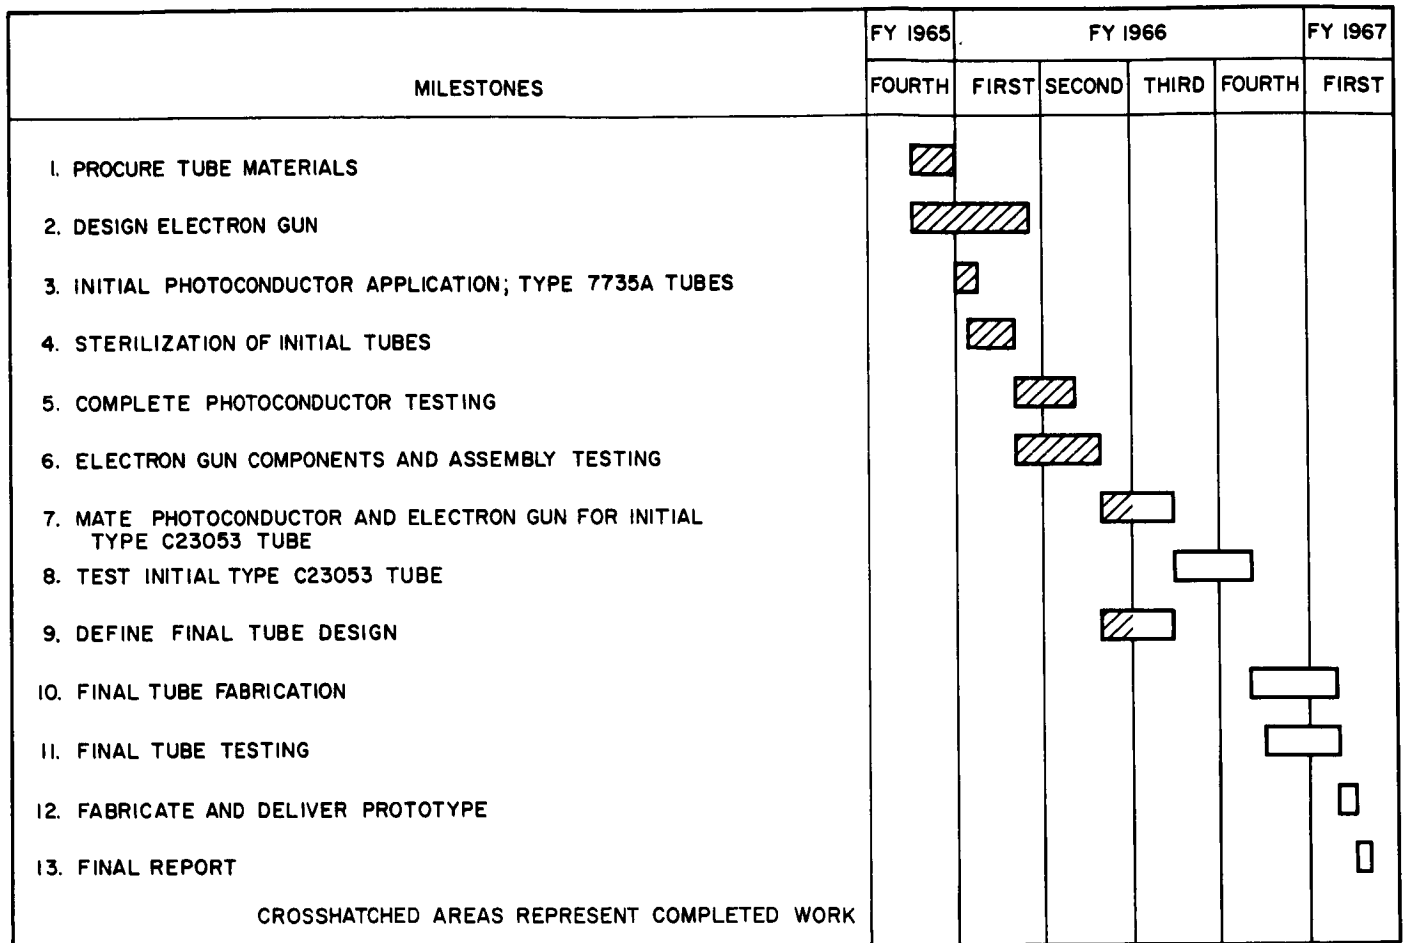 FY 1965 FY 1966 FY 1967
MILESTONES FOURTH FIRST SECOND THIRD FOURTH FIRST
1. PROCURE TUBE MATERIALS
2. DESIGN ELECTRON GUN
3. INITIAL PHOTOCONDUCTOR APPLICATION; TYPE 7735A TUBES
4. STERILIZATION OF INITIAL TUBES
5. COMPLETE PHOTOCONDUCTOR TESTING
6. ELECTRON GUN COMPONENTS AND ASSEMBLY TESTING
7. MATE PHOTOCONDUCTOR AND ELECTRON GUN FOR INITIAL
TYPE C23053 TUBE
8. TEST INITIAL TYPE C23053 TUBE
9. DEFINE FINAL TUBE DESIGN
10. FINAL TUBE FABRICATION
11. FINAL TUBE TESTING
12. FABRICATE AND DELIVER PROTOTYPE
13. FINAL REPORT
CROSSHATCHED AREAS REPRESENT COMPLETED WORK